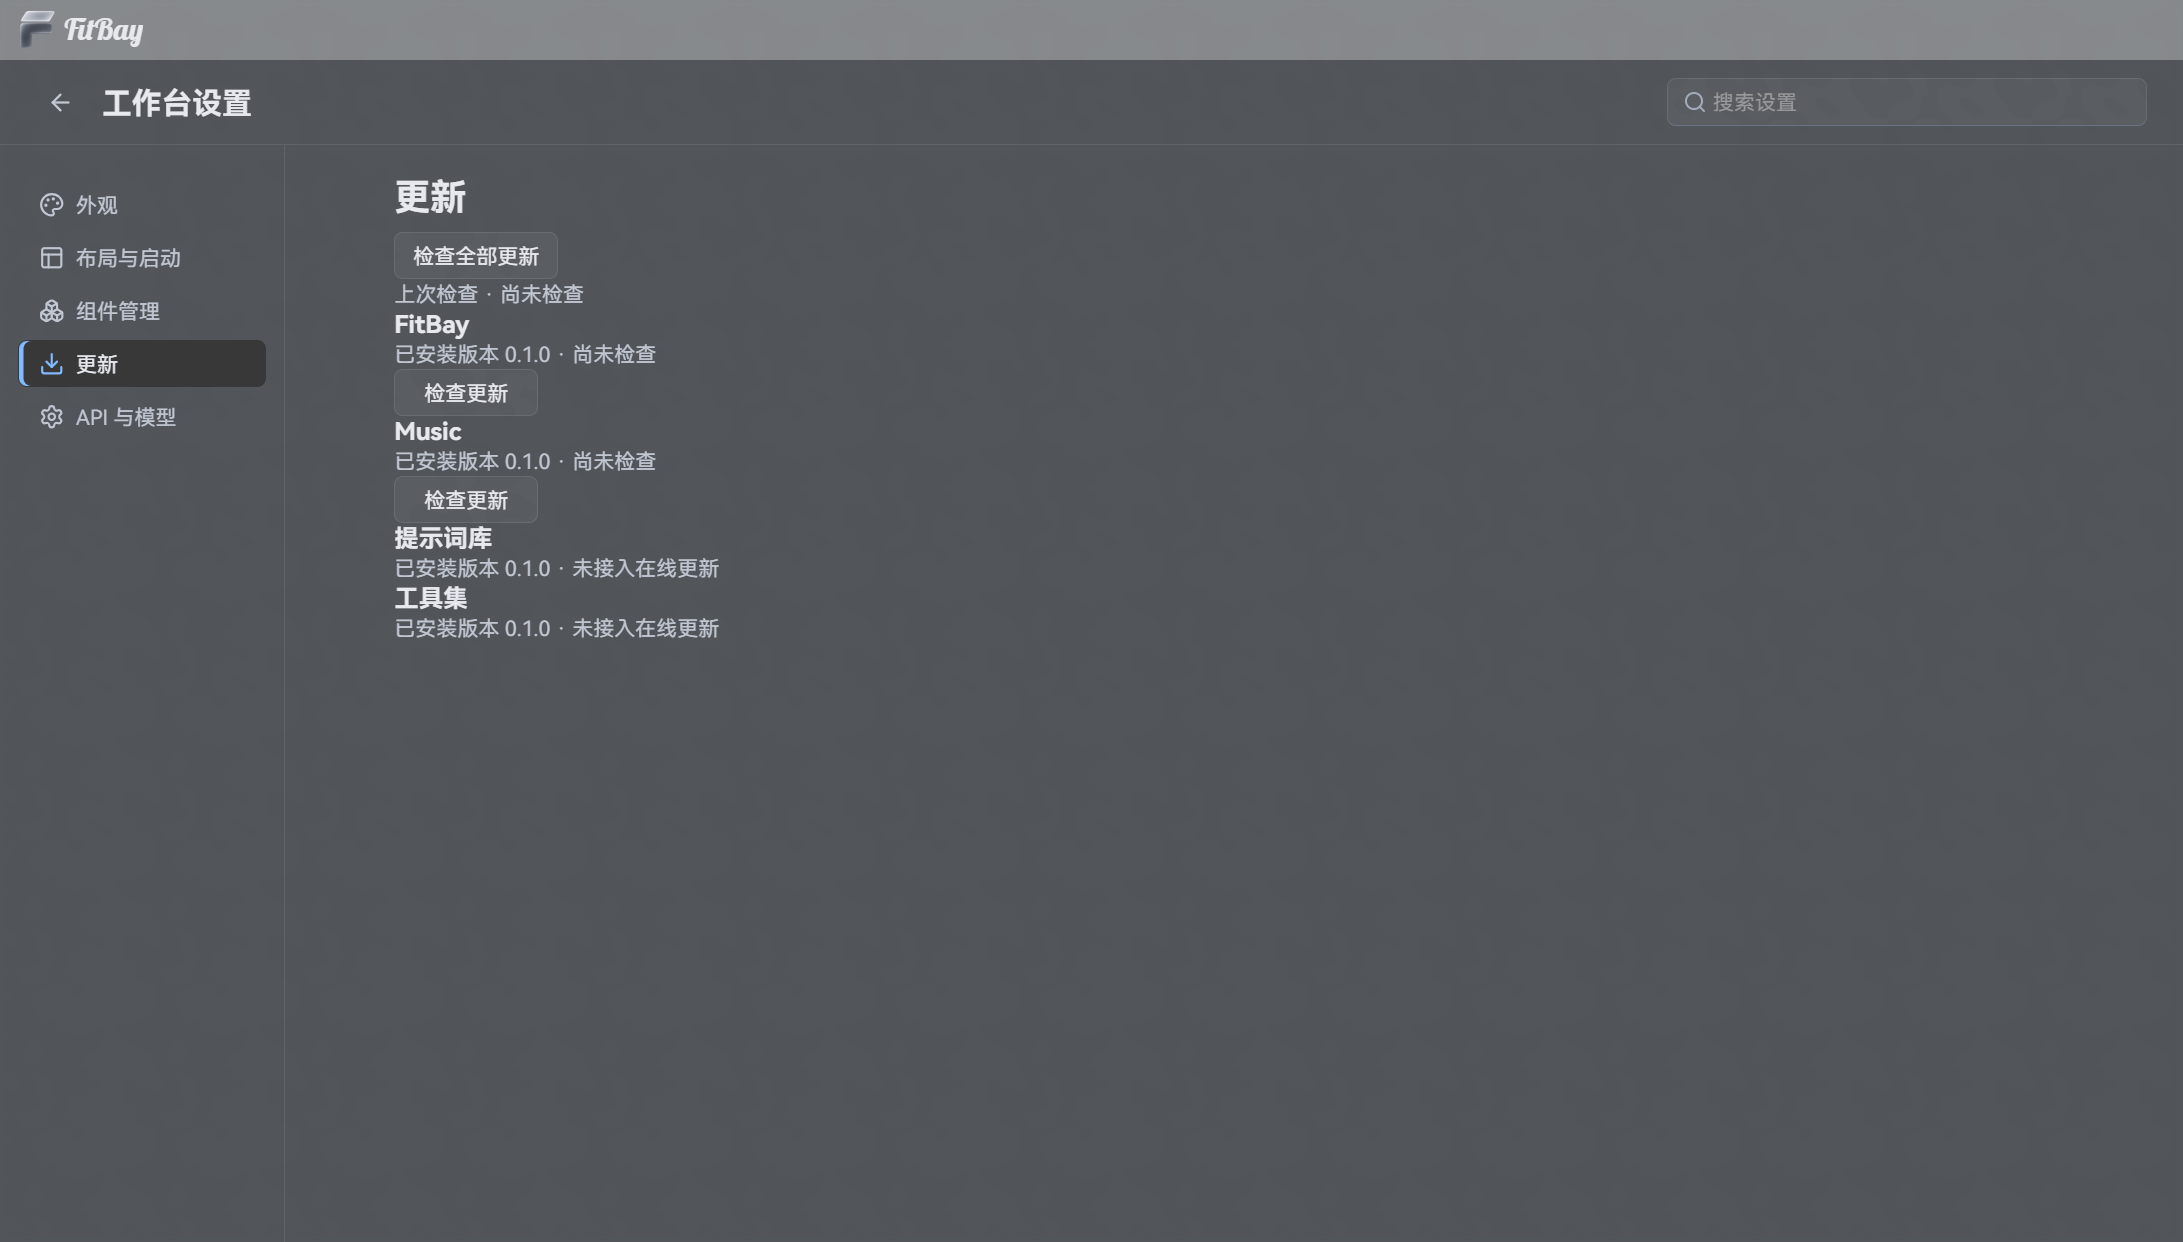 FitBay
工作台设置
搜索设置
外观
布局与启动
组件管理
更新
API 与模型
更新
检查全部更新
上次检查 · 尚未检查
FitBay
已安装版本 0.1.0 · 尚未检查
检查更新
Music
已安装版本 0.1.0 · 尚未检查
检查更新
提示词库
已安装版本 0.1.0 · 未接入在线更新
工具集
已安装版本 0.1.0 · 未接入在线更新